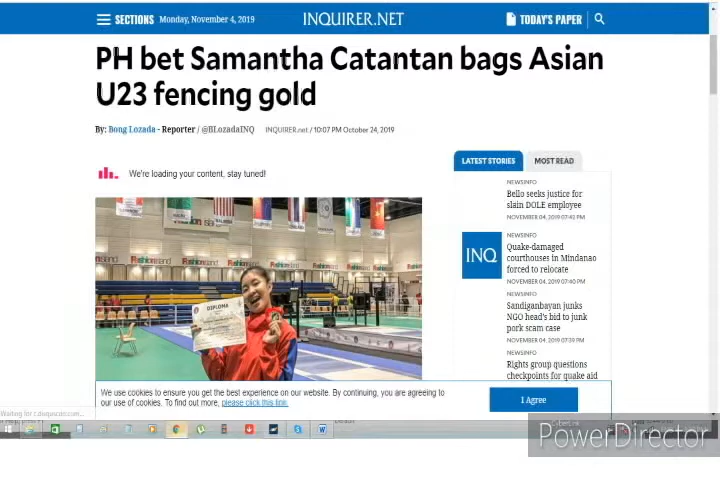 SECTIONS Monday, November 4, 2019 INQUIRER.NET TODAY'S PAPER
PH bet Samantha Catantan bags Asian
U23 fencing gold
By: Bong Lozada - Reporter / @BLozadaINQ INQUIRER.net / 10:07 PM October 24, 2019
LATEST STORIES MOST READ
We're loading your content, stay tuned!
NEWSINFO
Bello seeks justice for
slain DOLE employee
NOVEMBER 04, 2019 07:42 PM
NEWSINFO
INQ
Quake-damaged
courthouses in Mindanao
forced to relocate
NOVEMBER 04, 2019 07:40 PM
NEWSINFO
Sandiganbayan junks
NGO head's bid to junk
pork scam case
NOVEMBER 04, 2019 07:39 PM
NEWSINFO
Rights group questions
checkpoints for quake aid
DIPLOMA
We use cookies to ensure you get the best experience on our website. By continuing, you are agreeing to
our use of cookies. To find out more, please click this link.
I Agree
Waiting for z.disquscdn.com...
CyberLink
PowerDirector